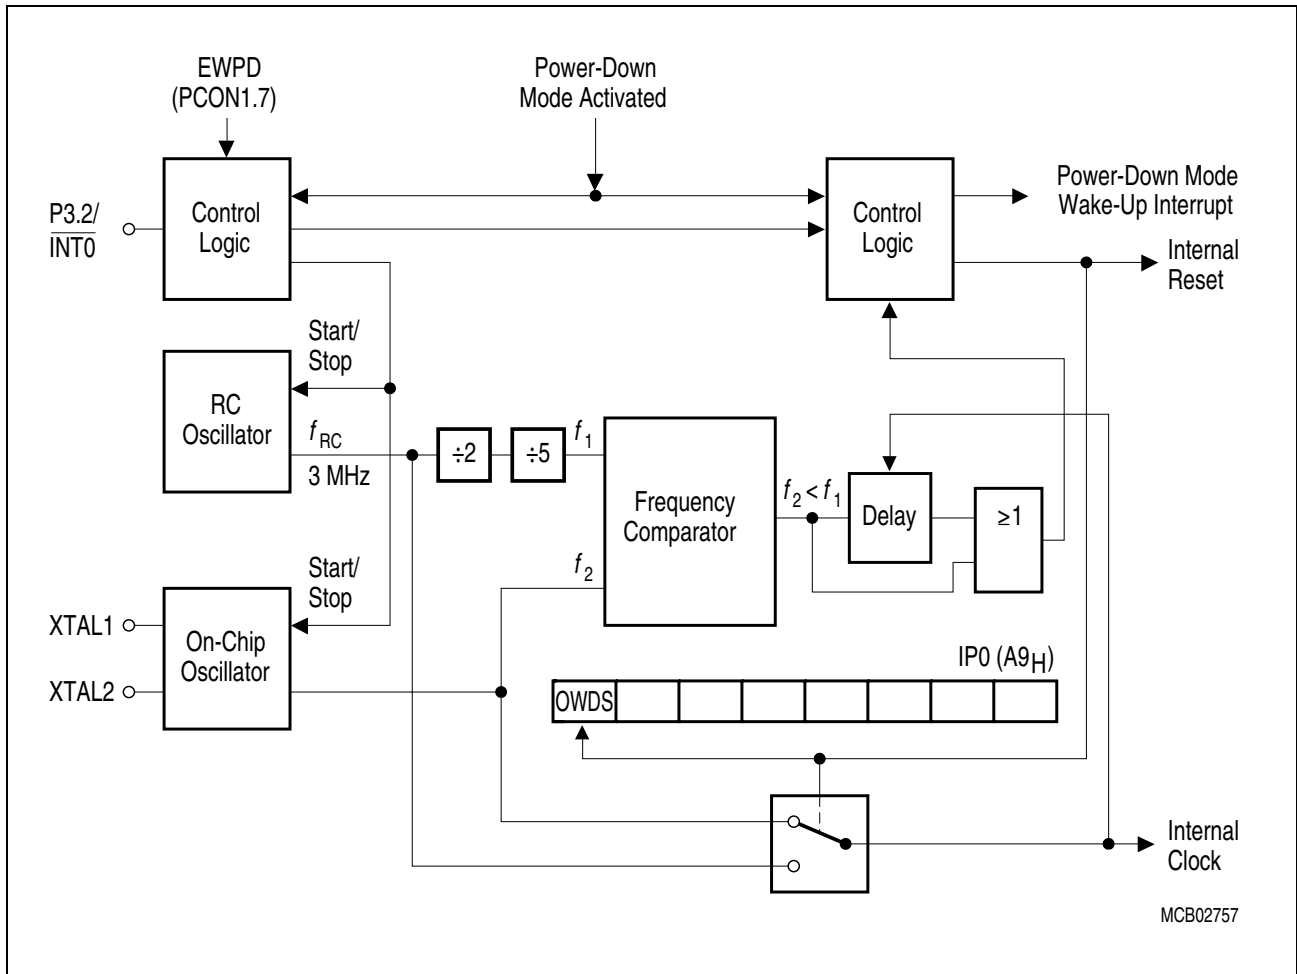 EWPD
(PCON1.7)
Power-Down
Mode Activated
P3.2/
INT0
Control
Logic
Control
Logic
Power-Down Mode
Wake-Up Interrupt
Internal
Reset
Start/
Stop
RC
Oscillator
f RC
3 MHz
÷2
÷5
f 1
Frequency
Comparator
f 2 < f 1
Delay
≥1
f 2
Start/
Stop
XTAL1
XTAL2
On-Chip
Oscillator
IP0 (A9H)
OWDS
Internal
Clock
MCB02757